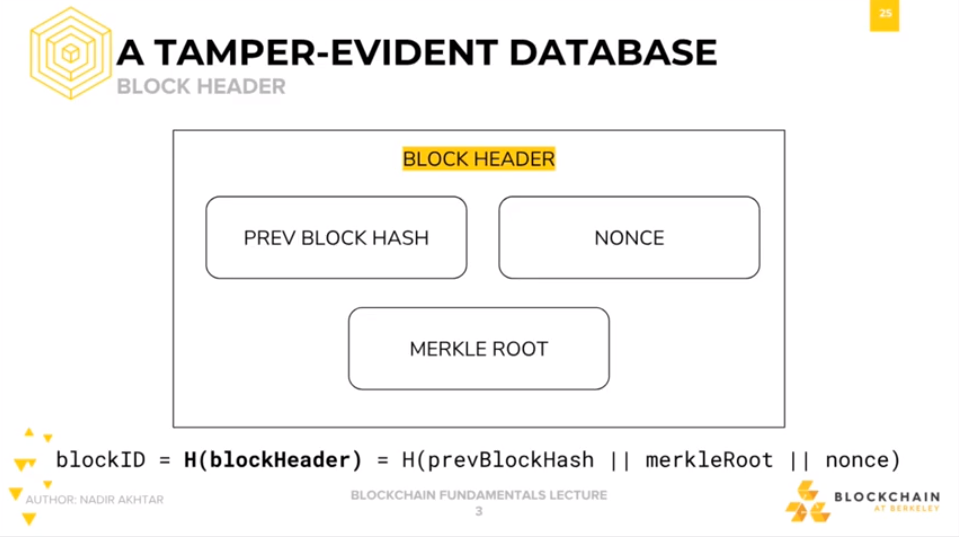 25
A TAMPER-EVIDENT DATABASE
BLOCK HEADER
BLOCK HEADER
PREV BLOCK HASH
NONCE
MERKLE ROOT
blockID = H(blockHeader) = H(prevBlockHash || merkleRoot || nonce)
AUTHOR: NADIR AKHTAR
BLOCKCHAIN FUNDAMENTALS LECTURE
3
BLOCKCHAIN
AT BERKELEY